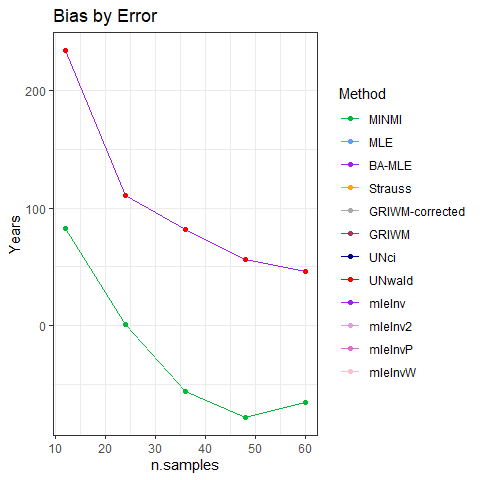 Bias by Error
Years
200
100
0
10 20 30 40 50 60
n.samples
Method
MINMI
MLE
BA-MLE
Strauss
GRIWM-corrected
GRIWM
UNci
UNwald
mleInv
mleInv2
mleInvP
mleInvW